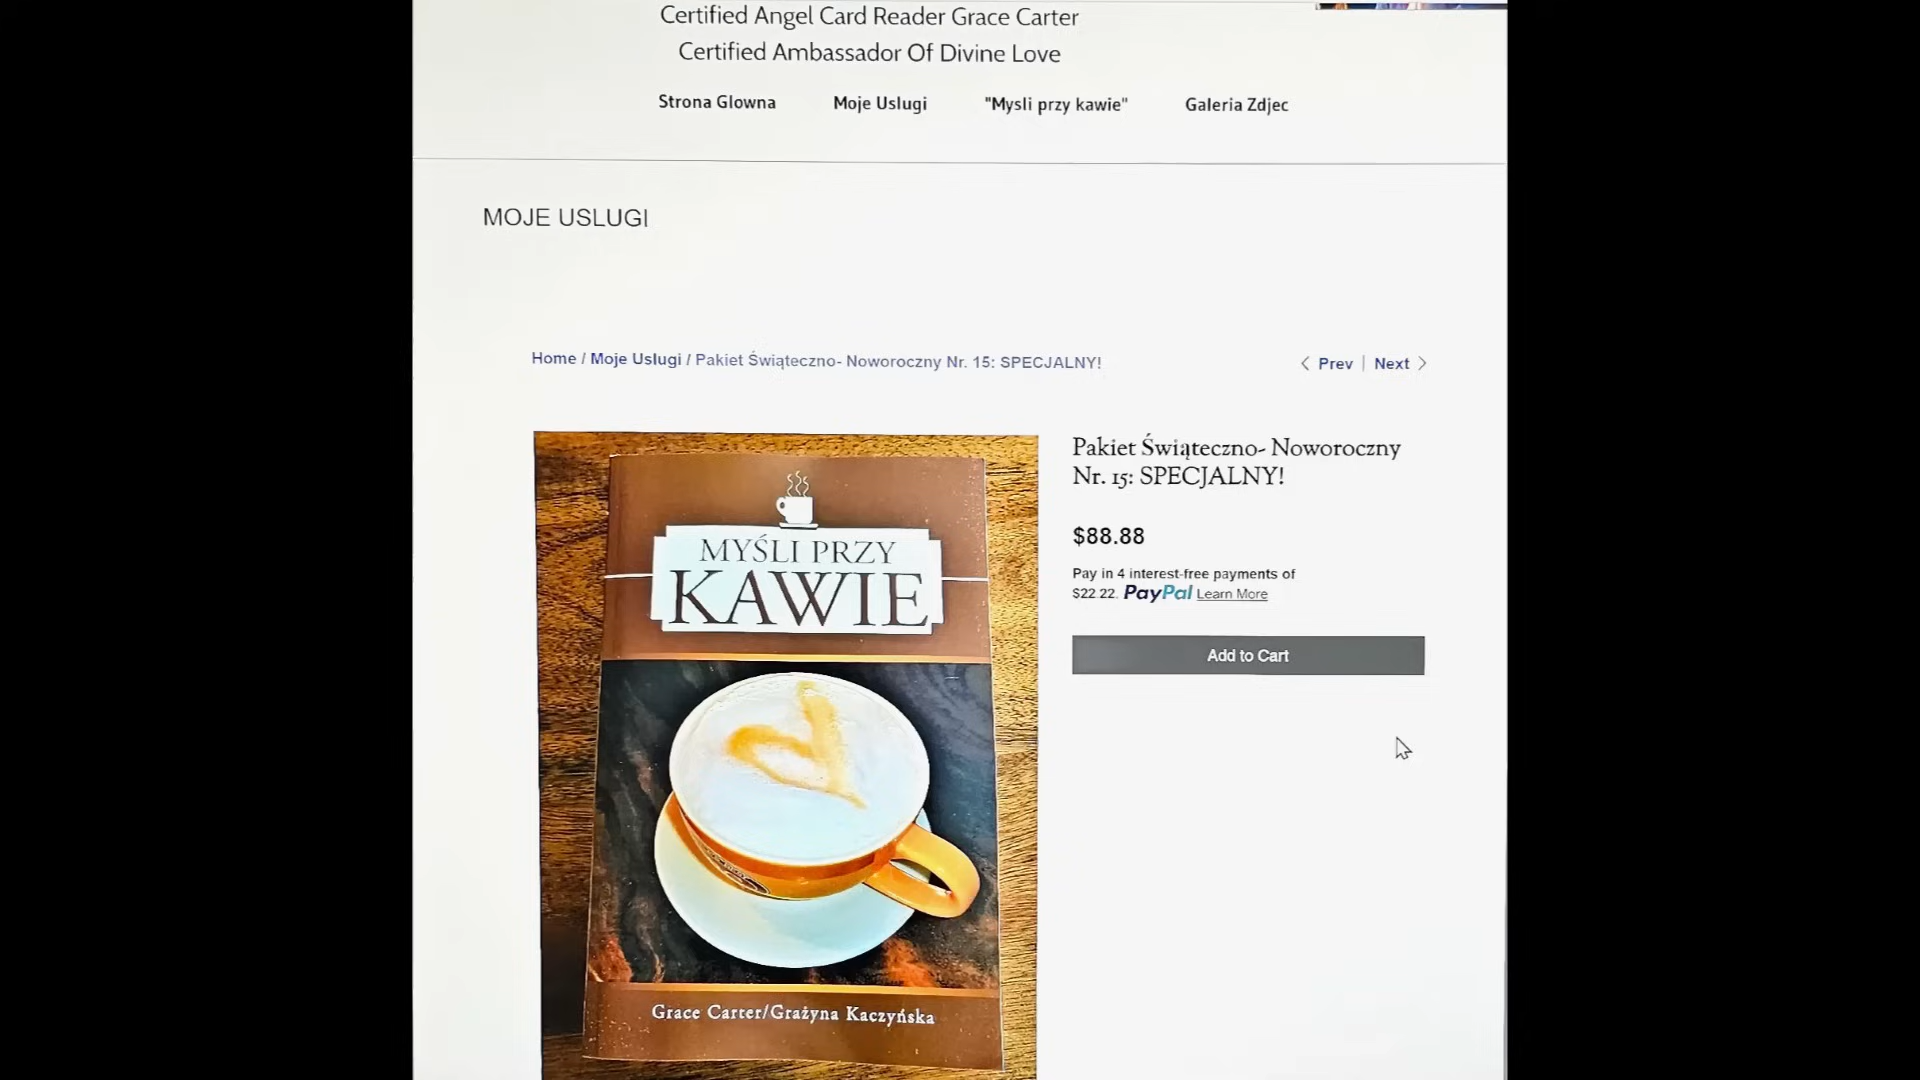 Certified Angel Card Reader Grace Carter
Certified Ambassador Of Divine Love
Strona Glowna Moje Uslugi "Mysli przy kawie" Galeria Zdjec
MOJE USLUGI
Home / Moje Uslugi / Pakiet Świąteczno- Noworoczny Nr. 15: SPECJALNY!
Prev | Next
MYŚLI PRZY
KAWIE
Grace Carter/Grażyna Kaczyńska
Pakiet Świąteczno- Noworoczny
Nr. 15: SPECJALNY!
$88.88
Pay in 4 interest-free payments of
$22.22. PayPal Learn More
Add to Cart